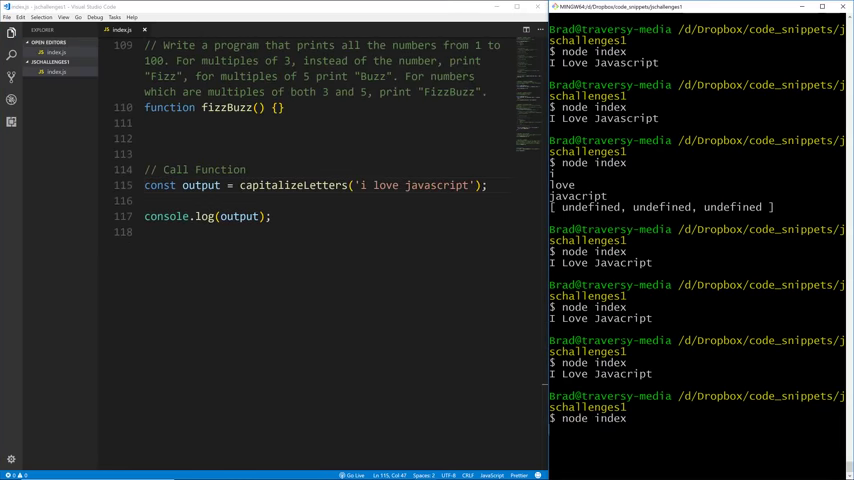 index.js - jschallenges1 - Visual Studio Code
File Edit Selection View Go Debug Tasks Help
EXPLORER
OPEN EDITORS
index.js
JSCHALLENGES1
index.js
index.js
109 // Write a program that prints all the numbers from 1 to
100. For multiples of 3, instead of the number, print
"Fizz", for multiples of 5 print "Buzz". For numbers
which are multiples of both 3 and 5, print "FizzBuzz".
110 function fizzBuzz() {}
111
112
113
114 // Call Function
115 const output = capitalizeLetters('i love javascript');
116
117 console.log(output);
118
0 0
Go Live Ln 115, Col 47 Spaces: 2 UTF-8 CRLF JavaScript Prettier
MINGW64:/d/Dropbox/code_snippets/jschallenges1
Brad@traversy-media /d/Dropbox/code_snippets/j
schallenges1
$ node index
I Love Javascript
Brad@traversy-media /d/Dropbox/code_snippets/j
schallenges1
$ node index
I Love Javascript
Brad@traversy-media /d/Dropbox/code_snippets/j
schallenges1
$ node index
i
love
javacript
[ undefined, undefined, undefined ]
Brad@traversy-media /d/Dropbox/code_snippets/j
schallenges1
$ node index
I Love Javacript
Brad@traversy-media /d/Dropbox/code_snippets/j
schallenges1
$ node index
I Love Javacript
Brad@traversy-media /d/Dropbox/code_snippets/j
schallenges1
$ node index
I Love Javacript
Brad@traversy-media /d/Dropbox/code_snippets/j
schallenges1
$ node index